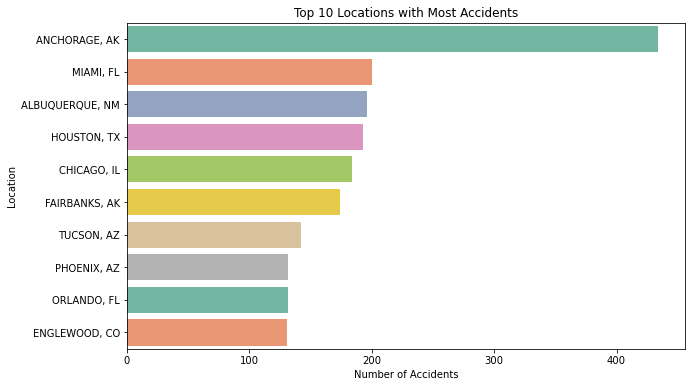 Top 10 Locations with Most Accidents
ANCHORAGE, AK
MIAMI, FL
ALBUQUERQUE, NM
HOUSTON, TX
CHICAGO, IL
FAIRBANKS, AK
TUCSON, AZ
PHOENIX, AZ
ORLANDO, FL
ENGLEWOOD, CO
Location
0 100 200 300 400
Number of Accidents